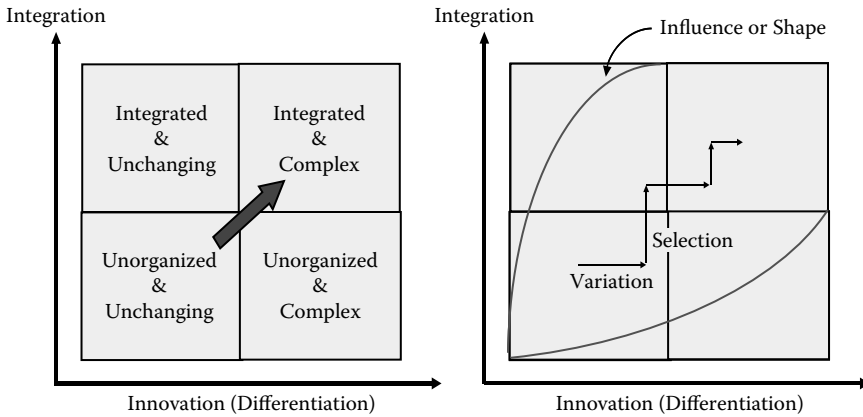 Integration
Integrated
&
Unchanging
Integrated
&
Complex
Unorganized
&
Unchanging
Unorganized
&
Complex
Innovation (Differentiation)
Integration
Influence or Shape
Selection
Variation
Innovation (Differentiation)